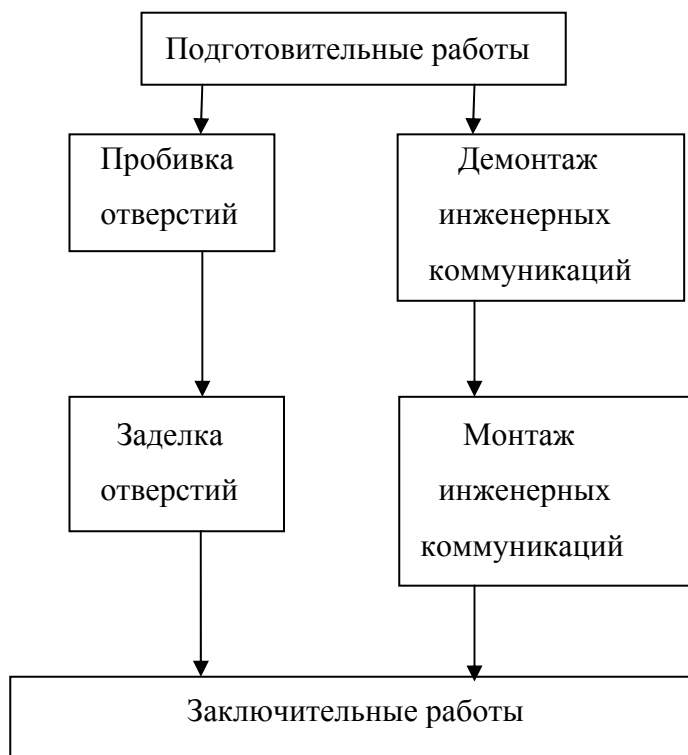 Подготовительные работы
Пробивка
отверстий
Демонтаж
инженерных
коммуникаций
Заделка
отверстий
Монтаж
инженерных
коммуникаций
Заключительные работы